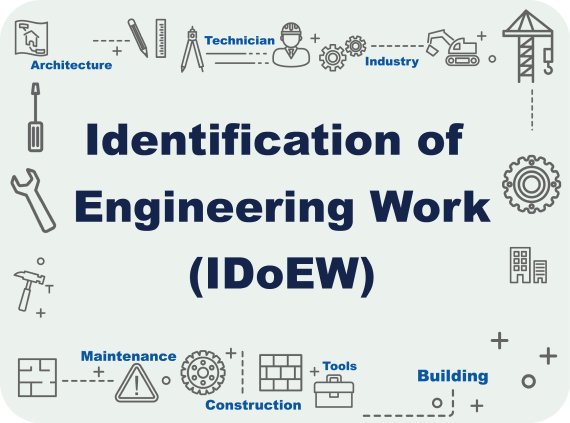 Technician
Architecture
Industry
Identification of
Engineering Work
(IDoEW)
Maintenance
Tools
Building
Construction